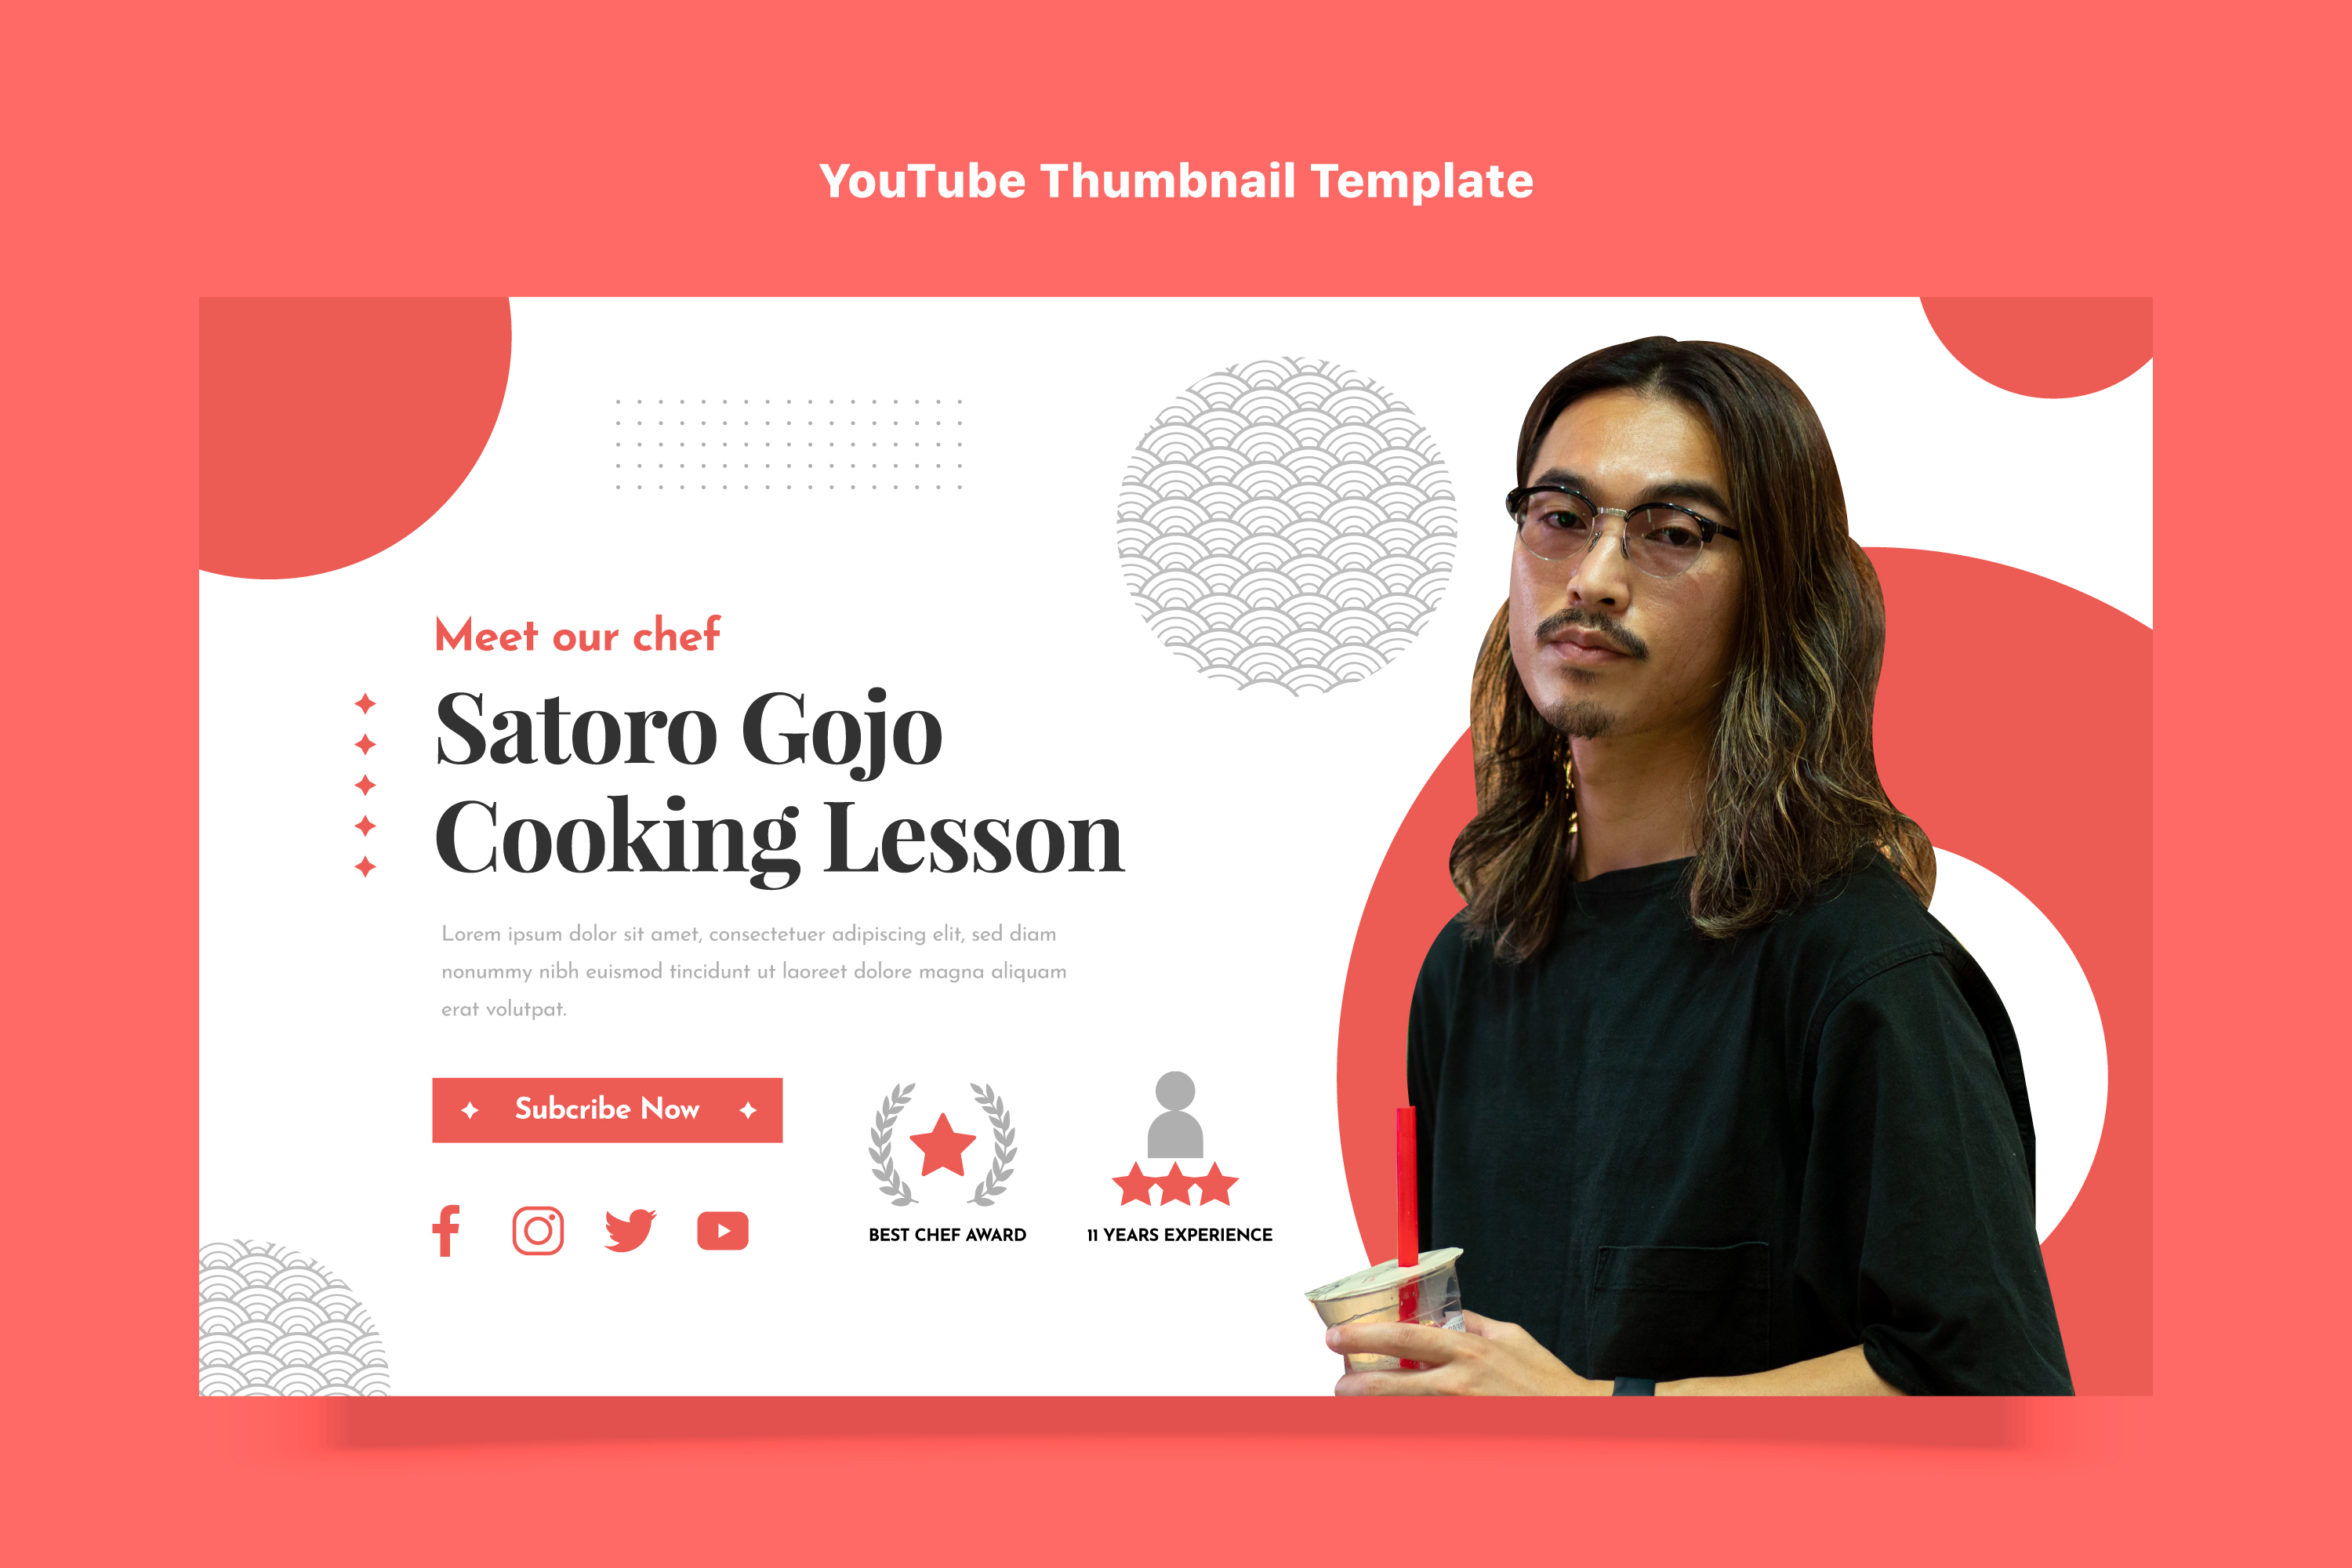 YouTube Thumbnail Template
Meet our chef
Satoro Gojo
Cooking Lesson
Lorem ipsum dolor sit amet, consectetuer adipiscing elit, sed diam
nonummy nibh euismod tincidunt ut laoreet dolore magna aliquam
erat volutpat.
Subcribe Now
BEST CHEF AWARD
11 YEARS EXPERIENCE